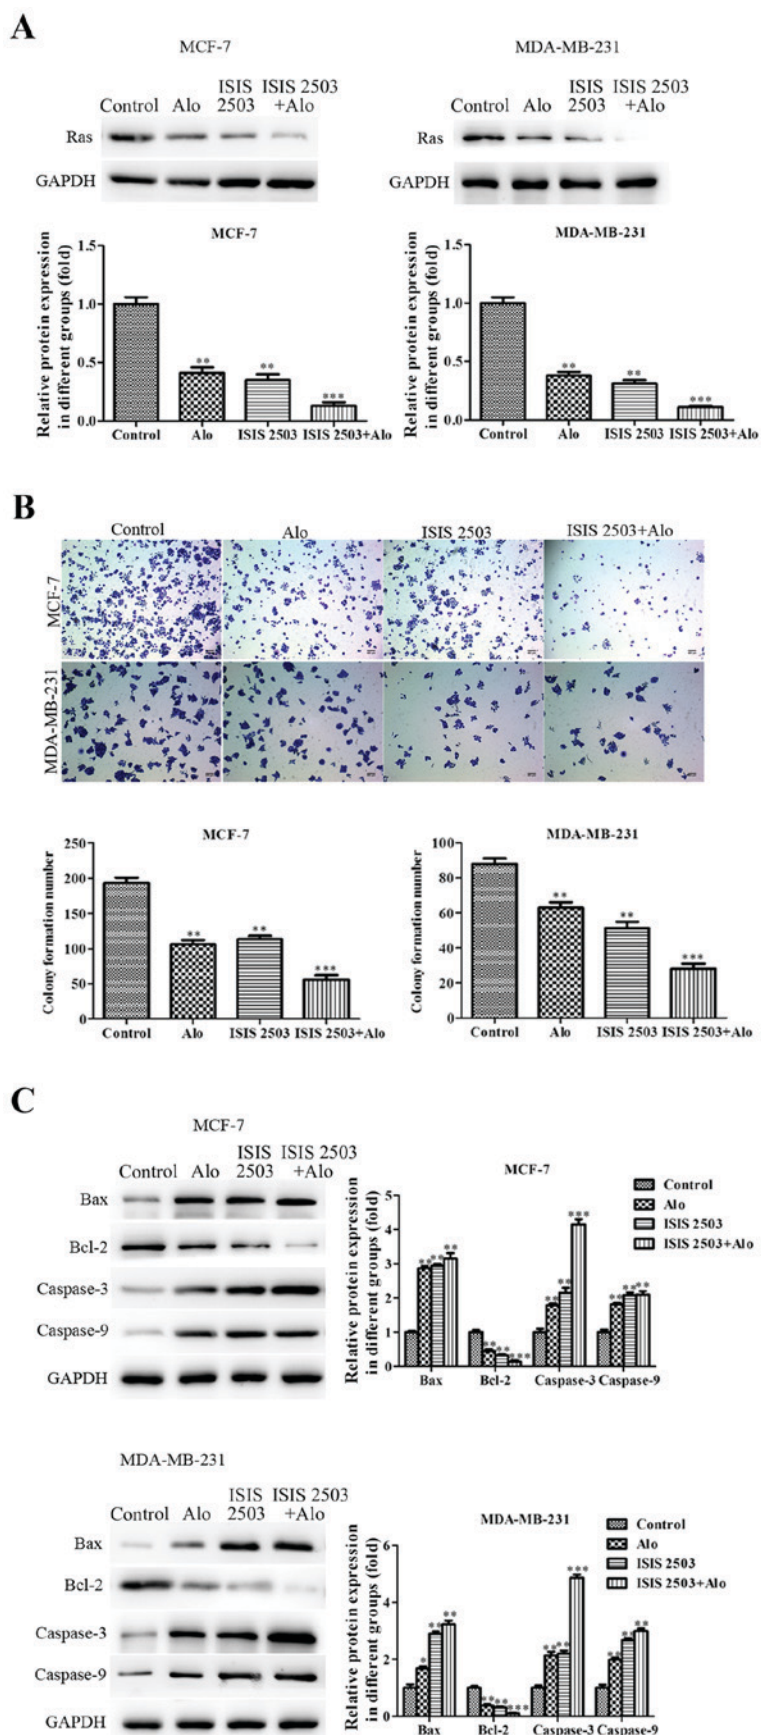 A
MCF-7
Control Alo ISIS 2503 ISIS 2503 +Alo
Ras
GAPDH
MDA-MB-231
Control Alo ISIS 2503 ISIS 2503 +Alo
Ras
GAPDH
MCF-7
Relative protein expression
in different groups (fold)
1.5
1.0
0.5
0.0
** ** ***
Control Alo ISIS 2503 ISIS 2503+Alo
MDA-MB-231
Relative protein expression
in different groups (fold)
1.5
1.0
0.5
0.0
** ** ***
Control Alo ISIS 2503 ISIS 2503+Alo
B
Control Alo ISIS 2503 ISIS 2503+Alo
MCF-7
MDA-MB-231
MCF-7
Colony formation number
250
200
150
100
50
0
** ** ***
Control Alo ISIS 2503 ISIS 2503+Alo
MDA-MB-231
Colony formation number
100
80
60
40
20
0
** ** ***
Control Alo ISIS 2503 ISIS 2503+Alo
C
MCF-7
Control Alo ISIS 2503 ISIS 2503 +Alo
Bax
Bcl-2
Caspase-3
Caspase-9
GAPDH
MCF-7
Control
Alo
ISIS 2503
ISIS 2503+Alo
Relative protein expression
in different groups (fold)
5
4
3
2
1
0
** ** ** ** ** *** ** ** *** ** ** **
Bax Bcl-2 Caspase-3 Caspase-9
MDA-MB-231
Control Alo ISIS 2503 ISIS 2503 +Alo
Bax
Bcl-2
Caspase-3
Caspase-9
GAPDH
MDA-MB-231
Control
Alo
ISIS 2503
ISIS 2503+Alo
Relative protein expression
in different groups (fold)
6
4
2
0
* ** ** ** ** *** ** ** *** ** ** **
Bax Bcl-2 Caspase-3 Caspase-9